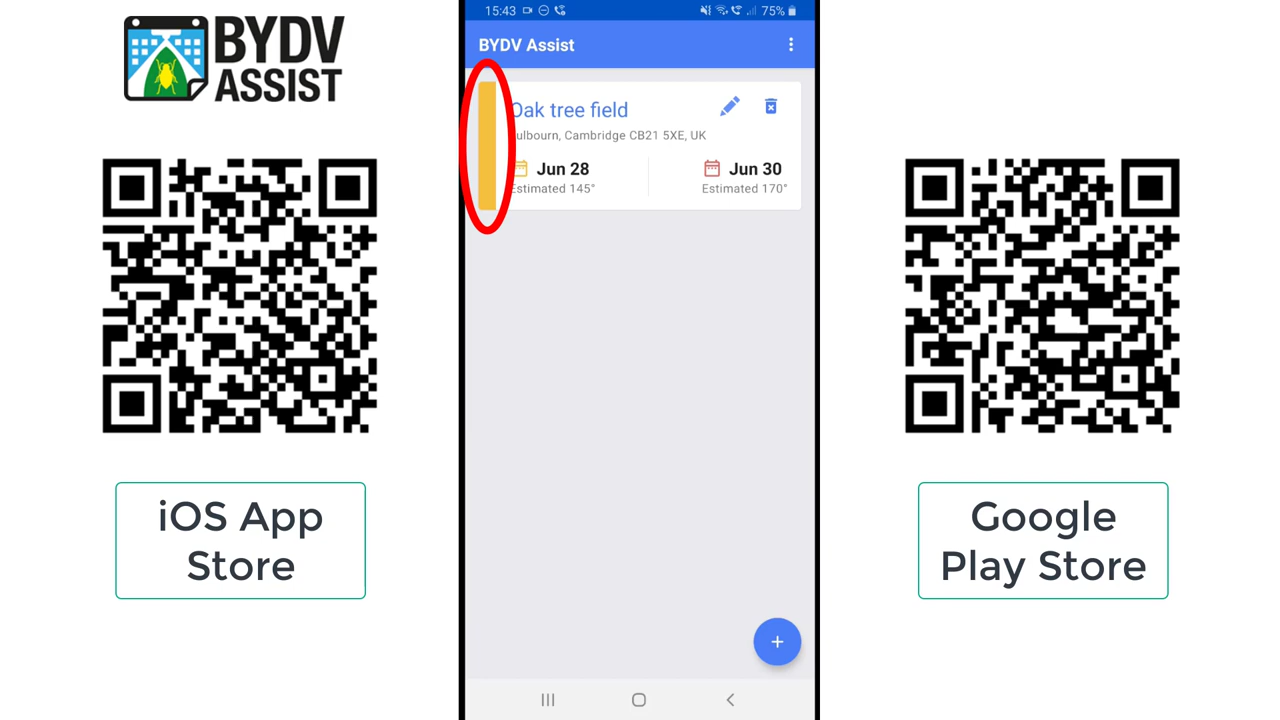 BYDV
ASSIST
iOS App
Store
15:43
75%
BYDV Assist
Oak tree field
ulbourn, Cambridge CB21 5XE, UK
Jun 28
Estimated 145°
Jun 30
Estimated 170°
+
Google
Play Store